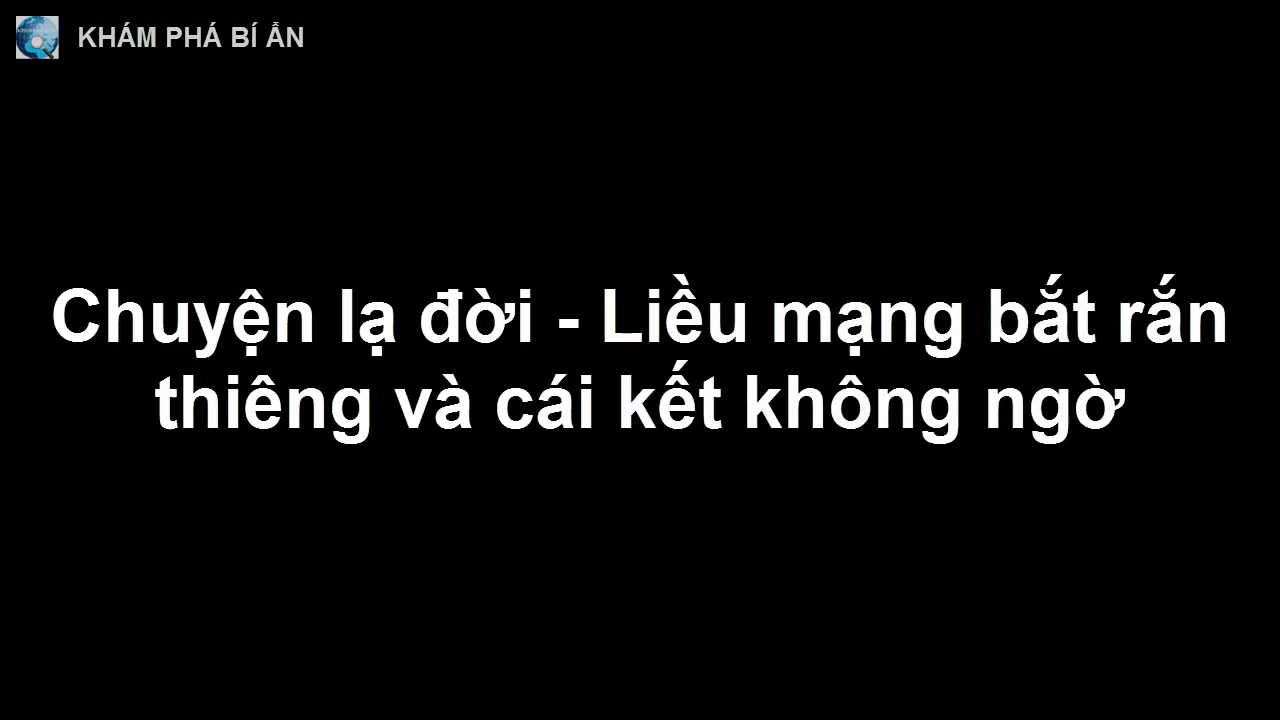 KHÁM PHÁ BÍ ẨN
Chuyện lạ đời - Liều mạng bắt rắn
thiêng và cái kết không ngờ